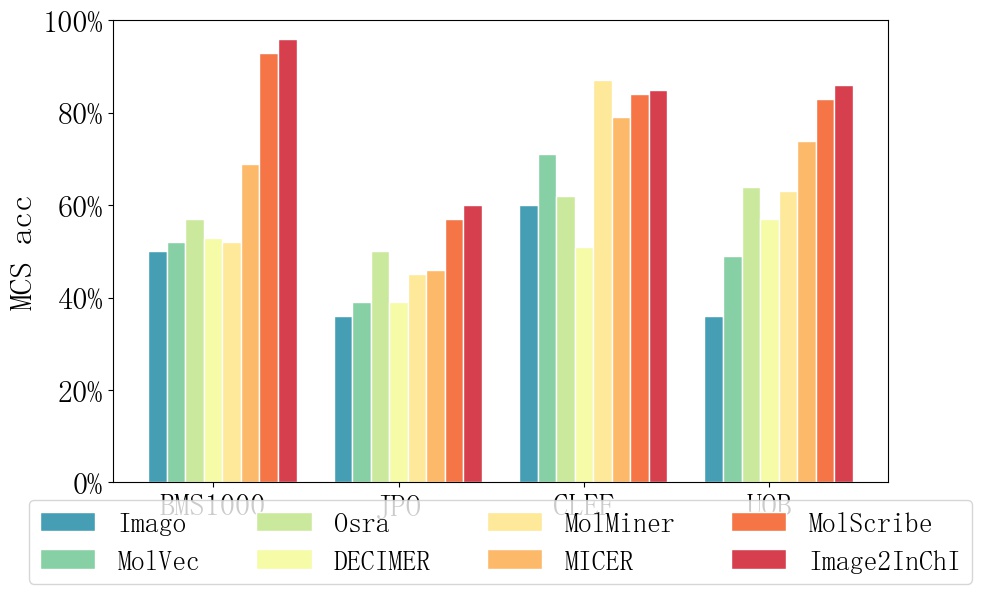 100%
80%
60%
40%
20%
0%
MCS acc
BMS1000 JPO CLEF UOB
Imago Osra MolMiner MolScribe
MolVec DECIMER MICER Image2InChI